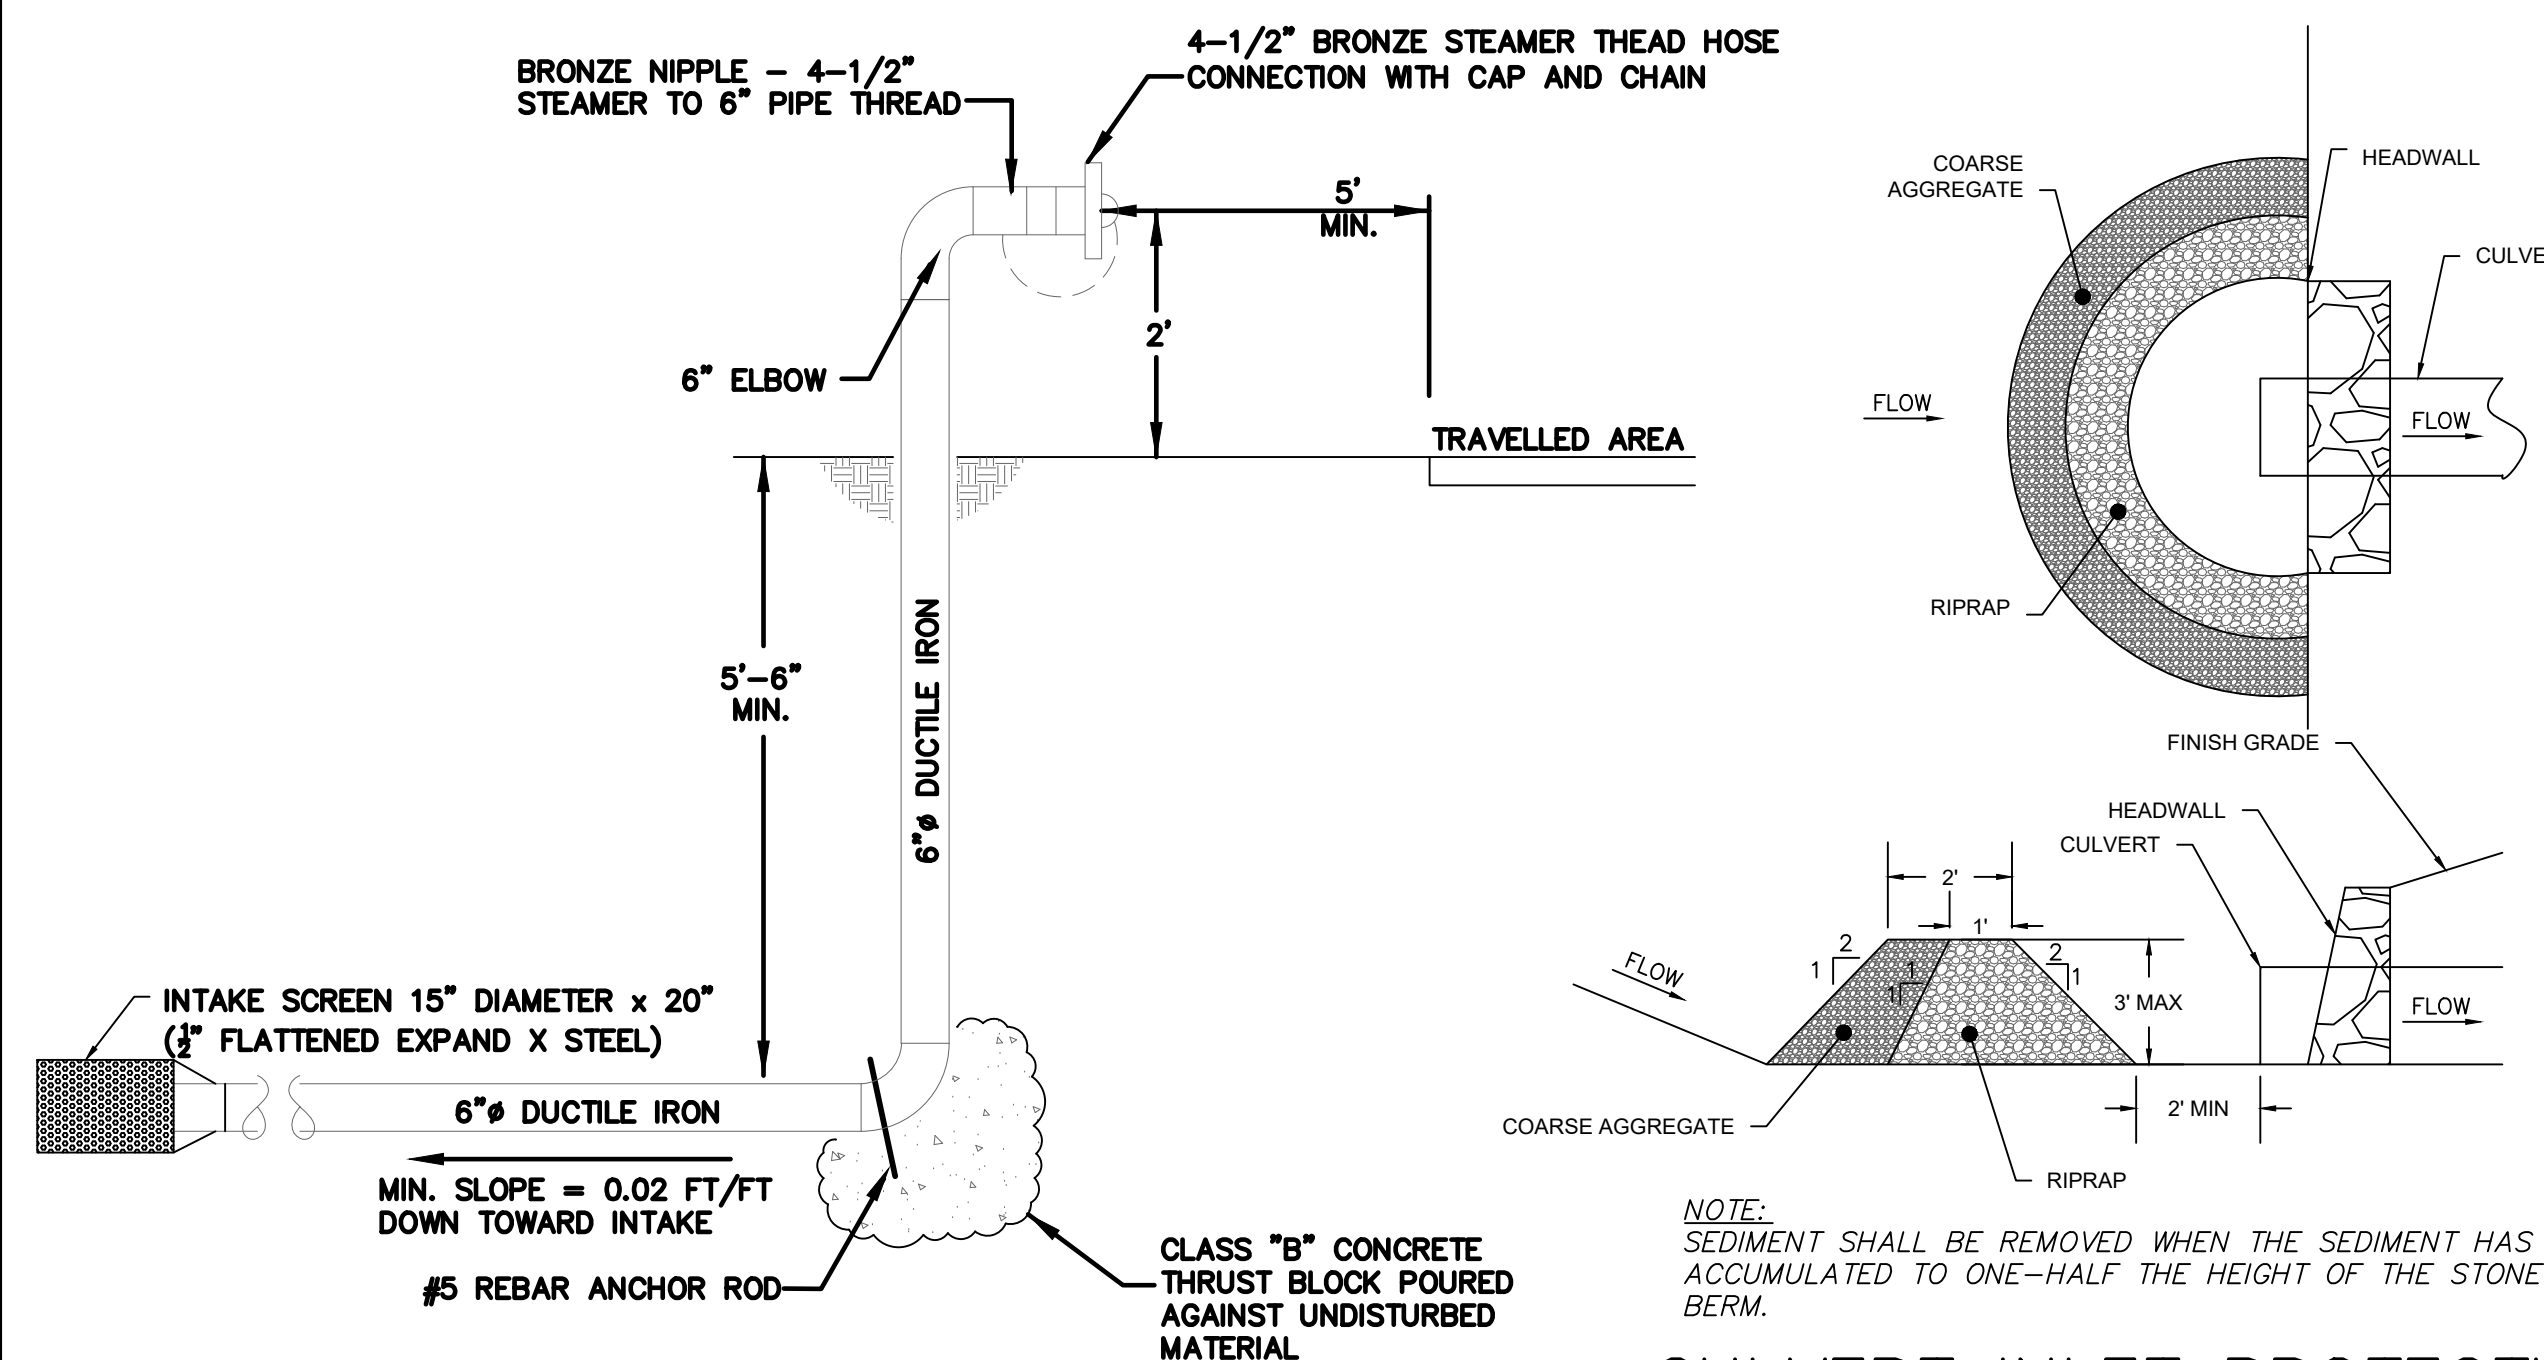 BRONZE NIPPLE - 4-1/2"
STEAMER TO 6" PIPE THREAD
4-1/2" BRONZE STEAMER THEAD HOSE
CONNECTION WITH CAP AND CHAIN
5'
MIN.
2'
6" ELBOW
TRAVELLED AREA
5'-6"
MIN.
6"ø DUCTILE IRON
INTAKE SCREEN 15" DIAMETER x 20"
(1/2" FLATTENED EXPAND X STEEL)
6"ø DUCTILE IRON
MIN. SLOPE = 0.02 FT/FT
DOWN TOWARD INTAKE
#5 REBAR ANCHOR ROD
CLASS "B" CONCRETE
THRUST BLOCK POURED
AGAINST UNDISTURBED
MATERIAL
COARSE
AGGREGATE
HEADWALL
CULVE
FLOW
FLOW
RIPRAP
FINISH GRADE
HEADWALL
CULVERT
2'
1'
2
1
1
1
2
1
FLOW
3' MAX
FLOW
2' MIN
COARSE AGGREGATE
RIPRAP
NOTE:
SEDIMENT SHALL BE REMOVED WHEN THE SEDIMENT HAS
ACCUMULATED TO ONE-HALF THE HEIGHT OF THE STONE
BERM.